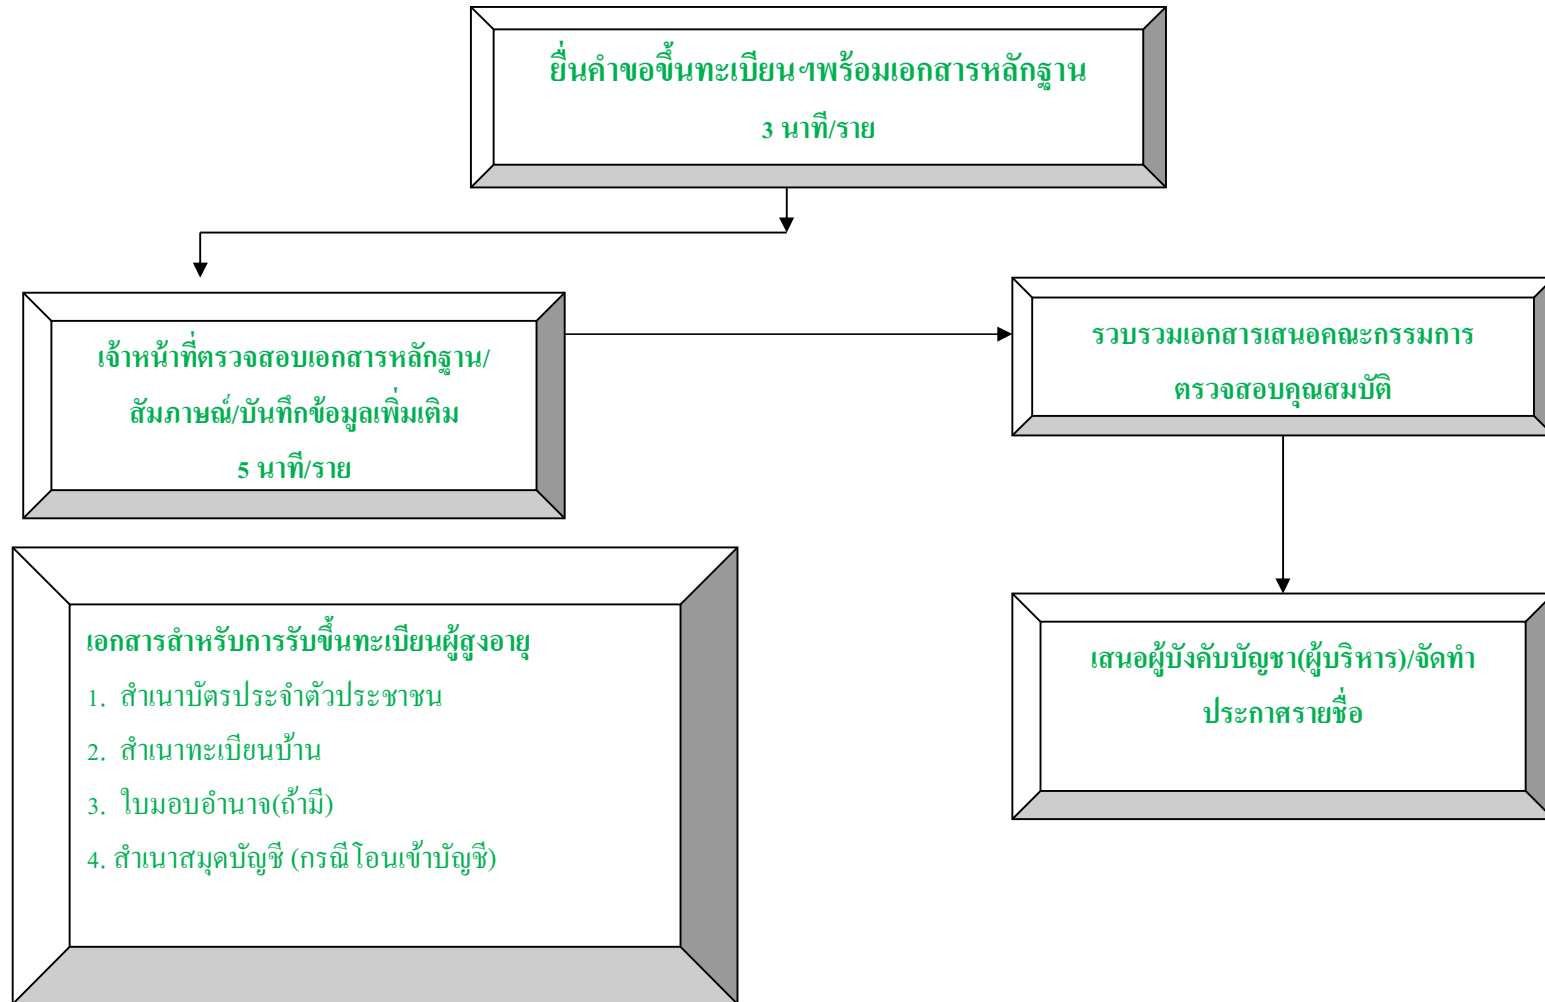 ยื่นคำขอขึ้นทะเบียนฯพร้อมเอกสารหลักฐาน
3 นาที/ราย
เจ้าหน้าที่ตรวจสอบเอกสารหลักฐาน/
สัมภาษณ์/บันทึกข้อมูลเพิ่มเติม
5 นาที/ราย
รวบรวมเอกสารเสนอคณะกรรมการ
ตรวจสอบคุณสมบัติ
เสนอผู้บังคับบัญชา(ผู้บริหาร)/จัดทำ
ประกาศรายชื่อ
เอกสารสำหรับการรับขึ้นทะเบียนผู้สูงอายุ
1. สำเนาบัตรประจำตัวประชาชน
2. สำเนาทะเบียนบ้าน
3. ใบมอบอำนาจ(ถ้ามี)
4. สำเนาสมุดบัญชี (กรณีโอนเข้าบัญชี)